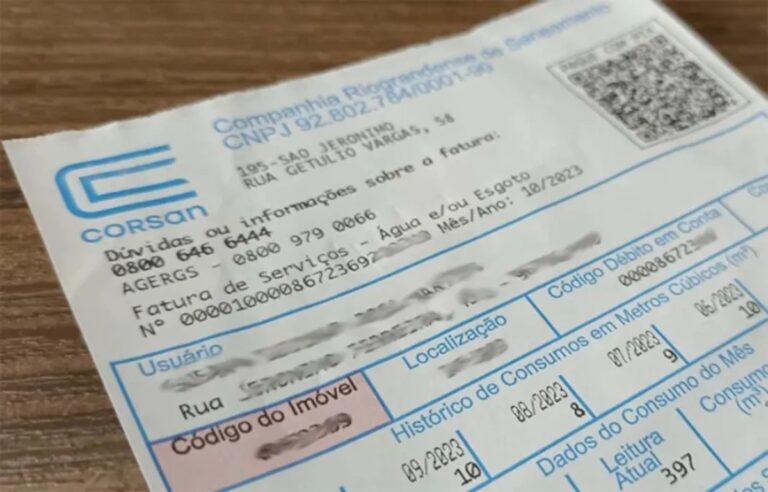 Companhia Riograndense de Saneamento
CNPJ 92.802.784/0001-90
PAGUE COM PIX
195-SAO JERONIMO
RUA GETULIO VARGAS, 58
CORSAN
Dúvidas ou informações sobre a fatura:
0800 646 6444
AGERGS - 0800 979 0066
Fatura de Serviços - Água e/ou Esgoto
Nº 00001000086723692 Mês/Ano: 10/2023
Usuário
Rua
Localização
Código Débito em Conta
000086723
Código do Imóvel
Histórico de Consumos em Metros Cúbicos (m³)
09/2023 08/2023 07/2023 06/2023
10 8 9 10
Dados do Consumo do Mês
Leitura
Atual
397
Consumo
(m³)